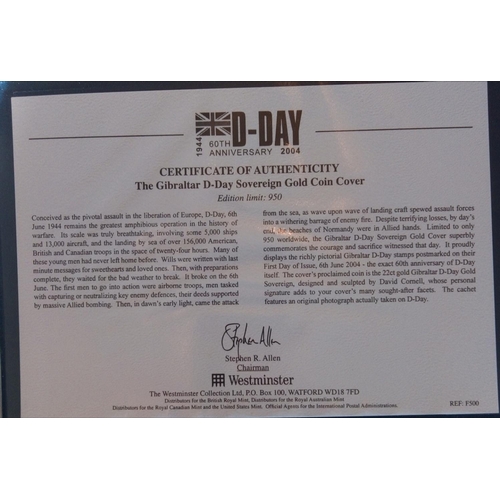 D-DAY
1944
60TH
ANNIVERSARY 2004
CERTIFICATE OF AUTHENTICITY
The Gibraltar D-Day Sovereign Gold Coin Cover
Edition limit: 950
Conceived as the pivotal assault in the liberation of Europe, D-Day, 6th
June 1944 remains the greatest amphibious operation in the history of
warfare. Its scale was truly breathtaking, involving some 5,000 ships
and 13,000 aircraft, and the landing by sea of over 156,000 American,
British and Canadian troops in the space of twenty-four hours. Many of
these young men had never left home before. Wills were written with last
minute messages for sweethearts and loved ones. Then, with preparations
complete, they had to wait for the weather. Eventually, it broke on the 6th
June. The first men to go into action were airborne troops, men tasked
with capturing or neutralizing key enemy defences, their deeds supported
by massive Allied bombing. Then, in dawn's early light, came the attack
from the sea, as wave upon wave of landing craft spewed assault forces
into a withering barrage of enemy fire. Despite terrifying losses, by day's
end, the beaches of Normandy were in Allied hands. Limited to only
950 worldwide, the Gibraltar D-Day Sovereign Gold Cover superbly
commemorates the courage and sacrifice witnessed that day. It proudly
displays the richly pictorial Gibraltar D-Day stamps postmarked on their
First Day of Issue, 6th June 2004 - the exact 60th anniversary of D-Day
itself. The cover's proclaimed coin is the 22ct gold Gibraltar D-Day Gold
Sovereign, designed and sculpted by David Cornell, whose personal
signature adds to your cover's many sought-after facets. The cachet
features an original photograph actually taken on D-Day.
Stephen Allen
Stephen R. Allen
Chairman
Westminster
The Westminster Collection Ltd, P.O. Box 100, WATFORD WD18 7FD
Distributors for the British Royal Mint, Distributors for the Royal Australian Mint
Distributors for the Royal Canadian Mint and the United States Mint. Official Agents for the International Postal Administrations.
REF: F500